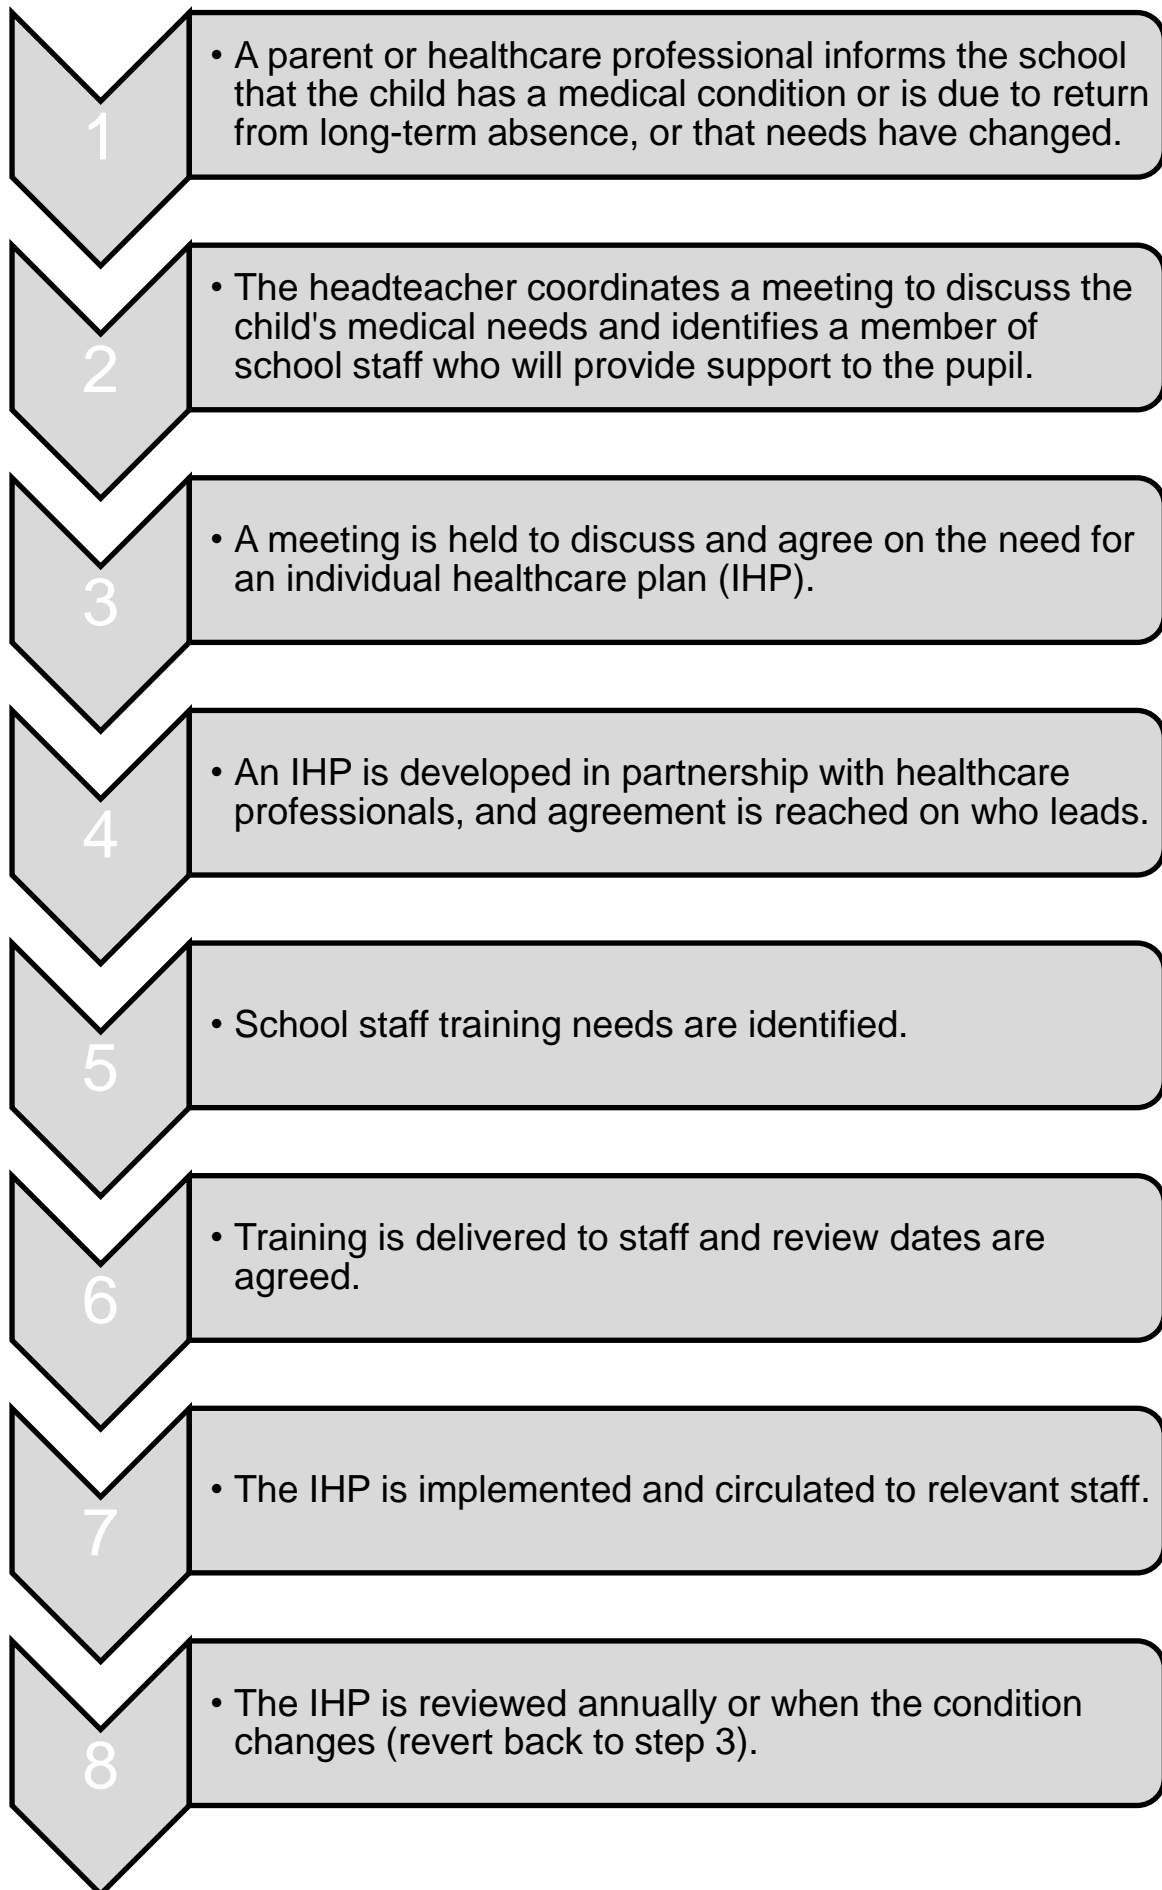 1
• A parent or healthcare professional informs the school
that the child has a medical condition or is due to return
from long-term absence, or that needs have changed.
2
• The headteacher coordinates a meeting to discuss the
child's medical needs and identifies a member of
school staff who will provide support to the pupil.
3
• A meeting is held to discuss and agree on the need for
an individual healthcare plan (IHP).
4
• An IHP is developed in partnership with healthcare
professionals, and agreement is reached on who leads.
5
• School staff training needs are identified.
6
• Training is delivered to staff and review dates are
agreed.
7
• The IHP is implemented and circulated to relevant staff.
8
• The IHP is reviewed annually or when the condition
changes (revert back to step 3).